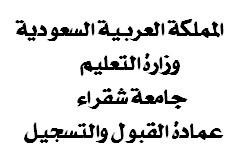 المملكة العربية السعودية
وزارة التعليم
جامعة شقراء
عمادة القبول والتسجيل